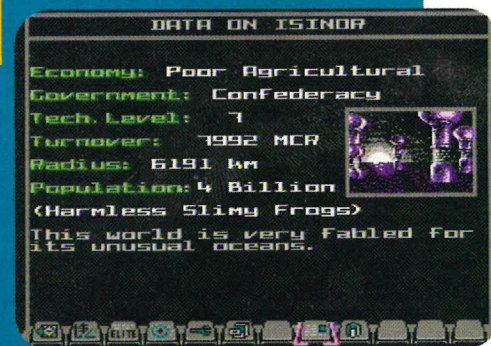 DATA ON ISINOR
Economy: Poor Agricultural
Government: Confederacy
Tech. Level: 7
Turnover: 7992 MCR
Radius: 6191 km
Population: 4 Billion
(Harmless Slimy Frogs)
This world is very fabled for
its unusual oceans.
ELITE